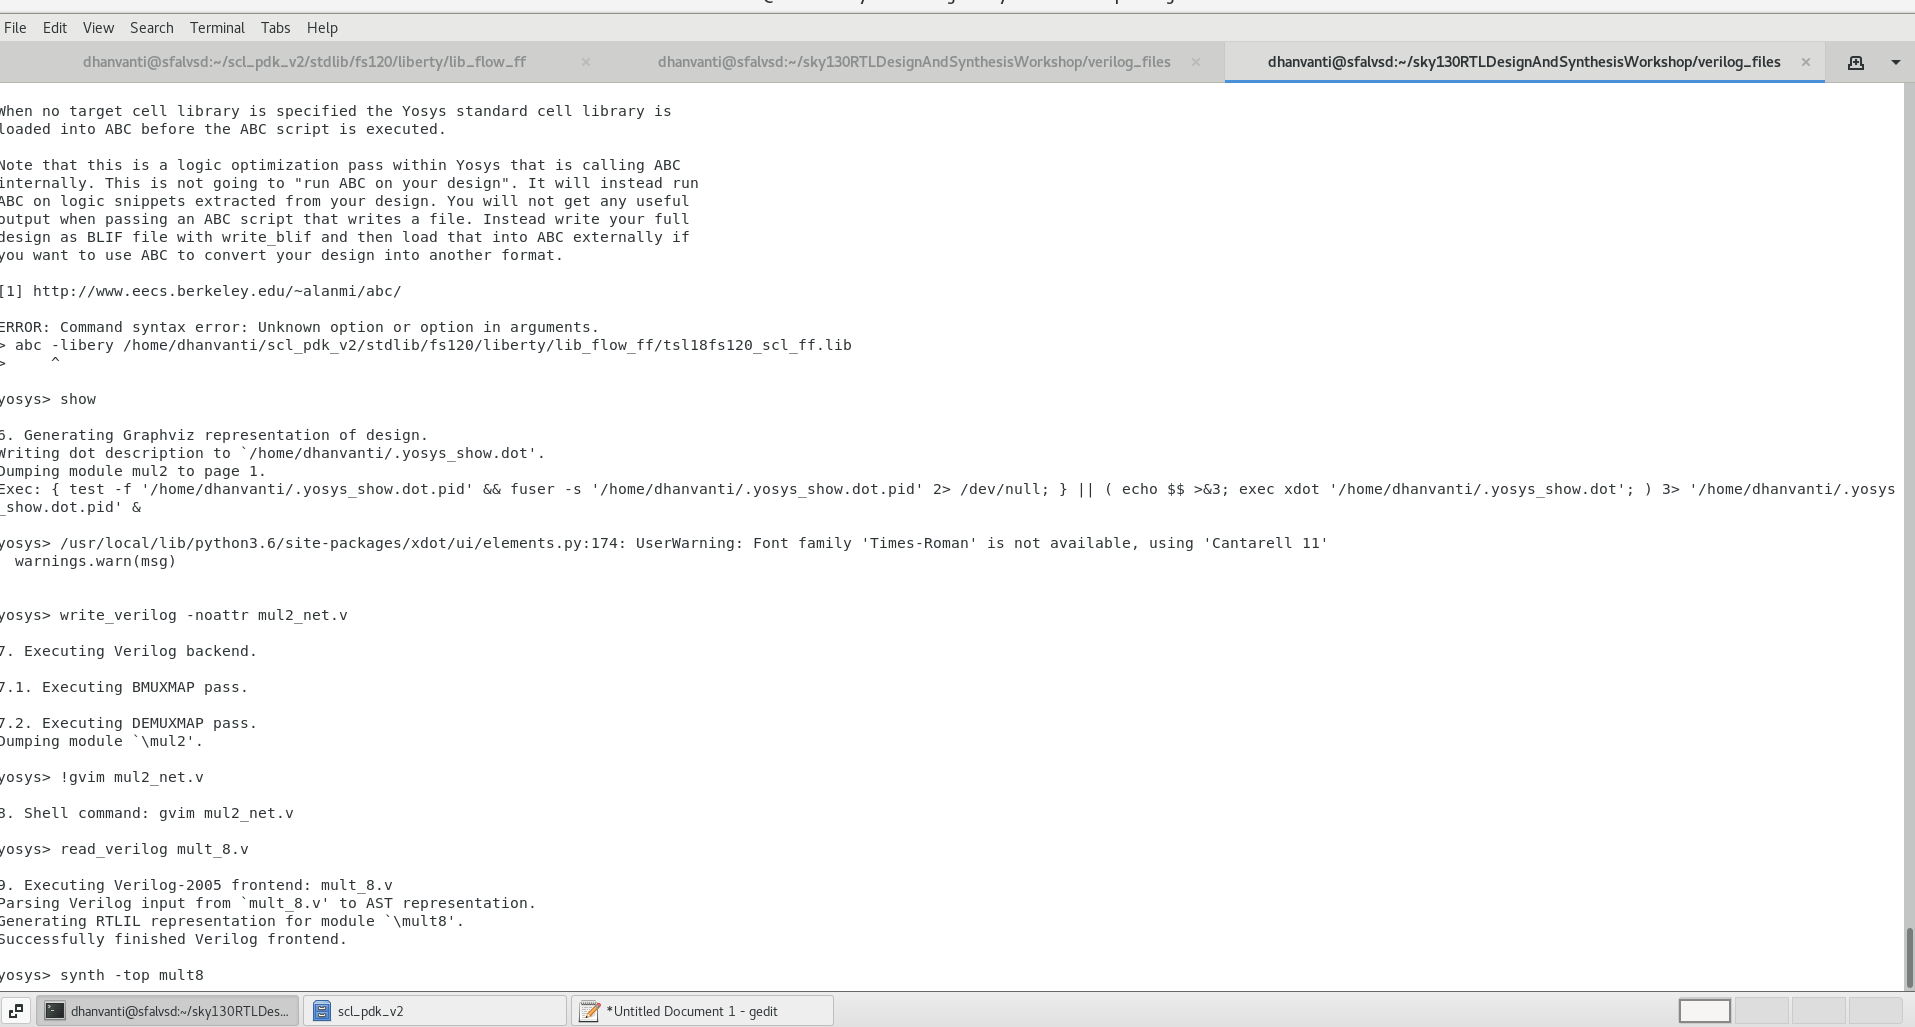 File Edit View Search Terminal Tabs Help
dhanvanti@sfalvsd:~/scl_pdk_v2/stdlib/fs120/liberty/lib_flow_ff × dhanvanti@sfalvsd:~/sky130RTLDesignAndSynthesisWorkshop/verilog_files × dhanvanti@sfalvsd:~/sky130RTLDesignAndSynthesisWorkshop/verilog_files ×
When no target cell library is specified the Yosys standard cell library is
loaded into ABC before the ABC script is executed.
Note that this is a logic optimization pass within Yosys that is calling ABC
internally. This is not going to "run ABC on your design". It will instead run
ABC on logic snippets extracted from your design. You will not get any useful
output when passing an ABC script that writes a file. Instead write your full
design as BLIF file with write_blif and then load that into ABC externally if
you want to use ABC to convert your design into another format.
[1] http://www.eecs.berkeley.edu/~alanmi/abc/
ERROR: Command syntax error: Unknown option or option in arguments.
> abc -libery /home/dhanvanti/scl_pdk_v2/stdlib/fs120/liberty/lib_flow_ff/tsl18fs120_scl_ff.lib
>     ^
yosys> show
6. Generating Graphviz representation of design.
Writing dot description to `/home/dhanvanti/.yosys_show.dot'.
Dumping module mul2 to page 1.
Exec: { test -f '/home/dhanvanti/.yosys_show.dot.pid' && fuser -s '/home/dhanvanti/.yosys_show.dot.pid' 2> /dev/null; } || ( echo $$ >&3; exec xdot '/home/dhanvanti/.yosys_show.dot'; ) 3> '/home/dhanvanti/.yosys
_show.dot.pid' &
yosys> /usr/local/lib/python3.6/site-packages/xdot/ui/elements.py:174: UserWarning: Font family 'Times-Roman' is not available, using 'Cantarell 11'
  warnings.warn(msg)
yosys> write_verilog -noattr mul2_net.v
7. Executing Verilog backend.
7.1. Executing BMUXMAP pass.
7.2. Executing DEMUXMAP pass.
Dumping module `\mul2'.
yosys> !gvim mul2_net.v
8. Shell command: gvim mul2_net.v
yosys> read_verilog mult_8.v
9. Executing Verilog-2005 frontend: mult_8.v
Parsing Verilog input from `mult_8.v' to AST representation.
Generating RTLIL representation for module `\mult8'.
Successfully finished Verilog frontend.
yosys> synth -top mult8
dhanvanti@sfalvsd:~/sky130RTLDes... scl_pdk_v2 *Untitled Document 1 - gedit